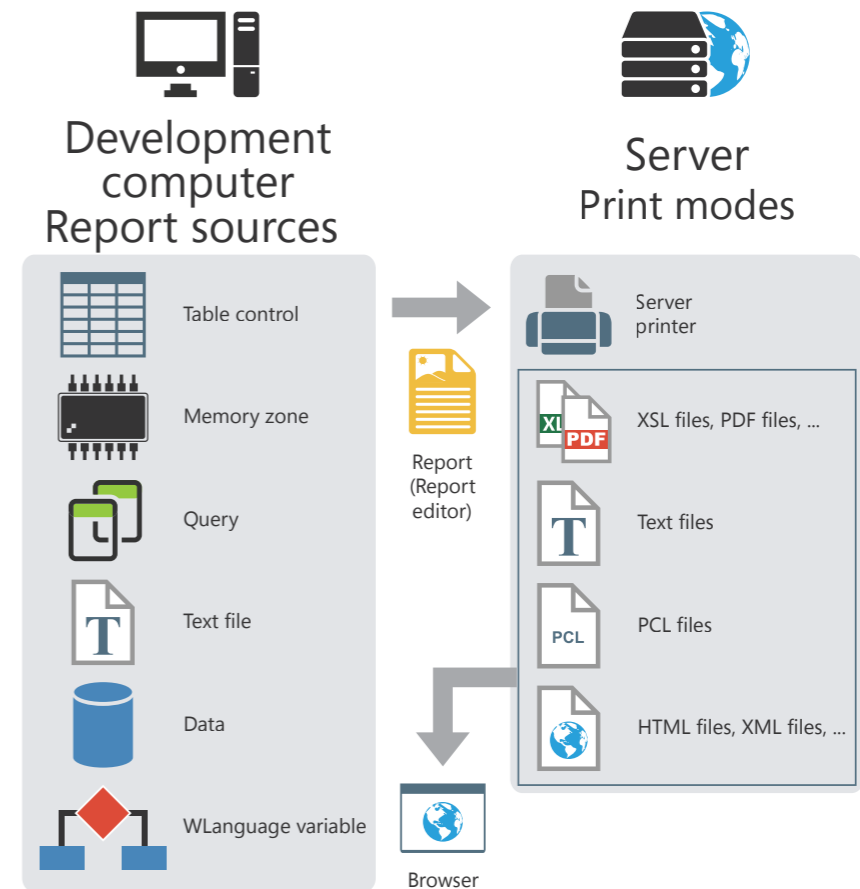 Development
computer
Report sources
Server
Print modes
Table control
Memory zone
Query
Text file
T
Data
WLanguage variable
Report
(Report
editor)
Browser
Server
printer
XL
PDF
XSL files, PDF files, ...
T
Text files
PCL
PCL files
HTML files, XML files, ...